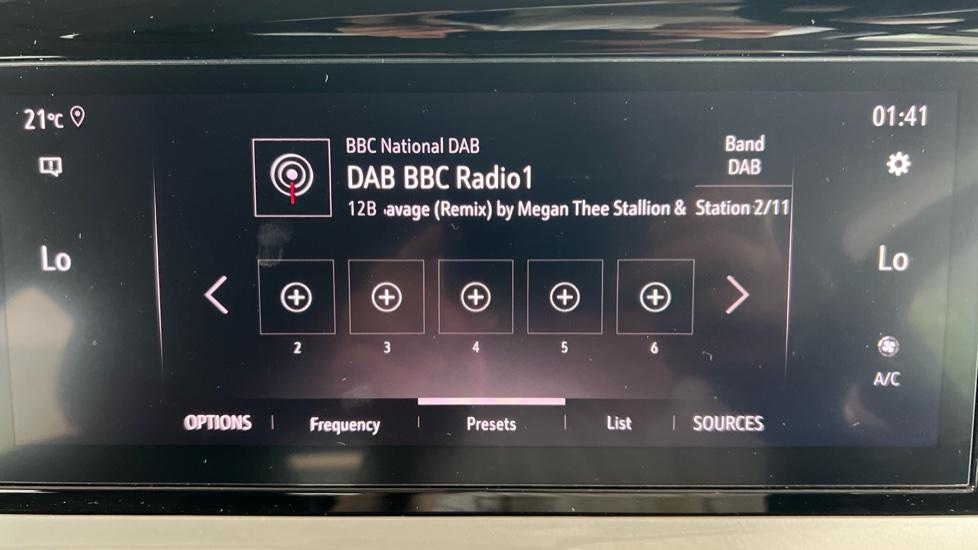 21°C
01:41
BBC National DAB
Band
DAB
DAB BBC Radio1
12B avage (Remix) by Megan Thee Stallion &
Station 2/11
Lo
Lo
2 3 4 5 6
A/C
OPTIONS Frequency Presets List SOURCES